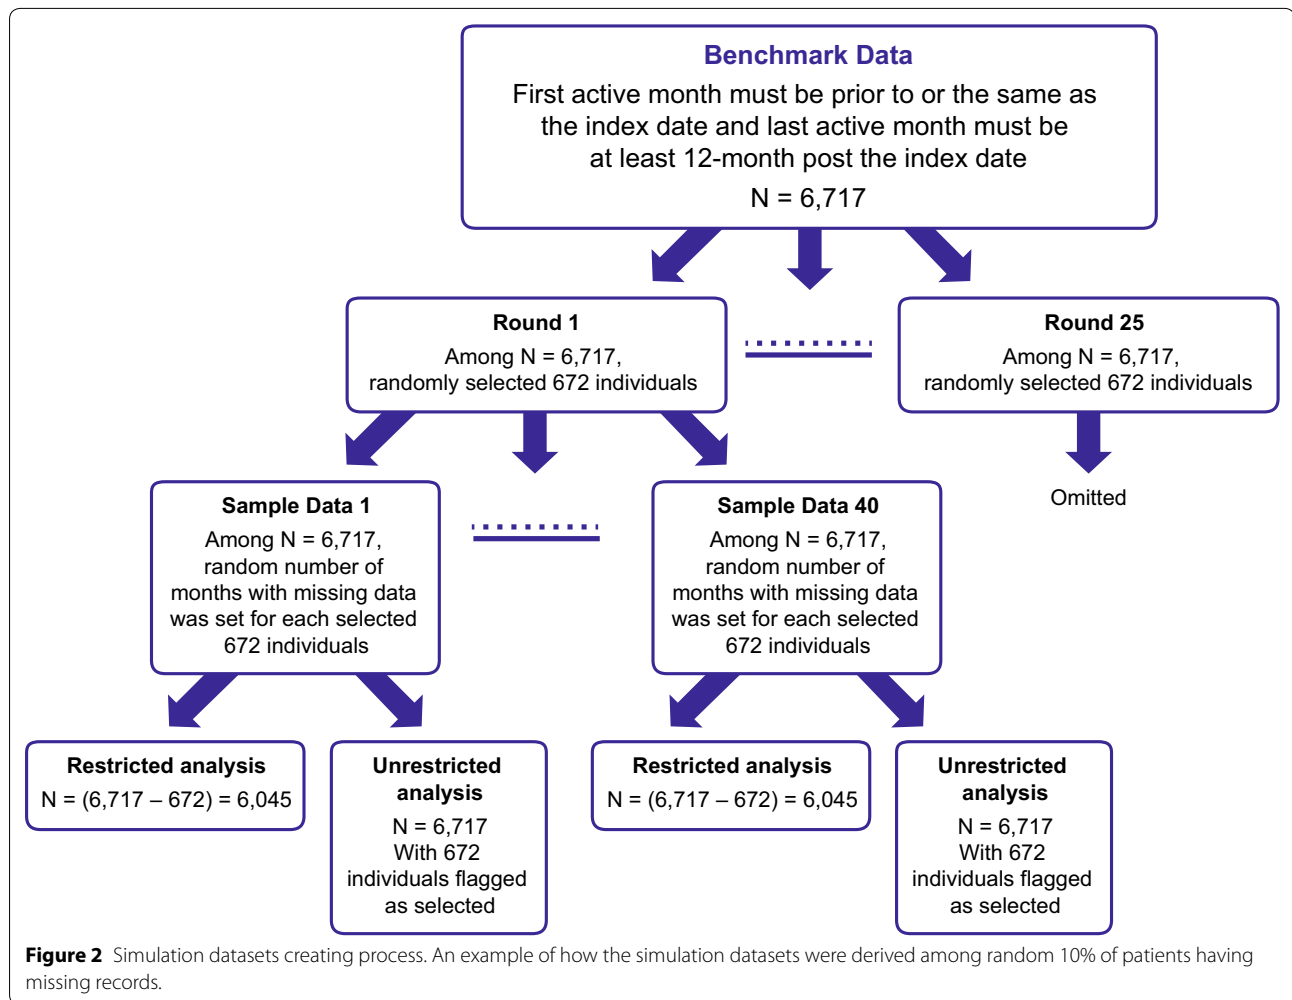 Benchmark Data
First active month must be prior to or the same as
the index date and last active month must be
at least 12-month post the index date
N = 6,717
Round 1
Among N = 6,717,
randomly selected 672 individuals
Round 25
Among N = 6,717,
randomly selected 672 individuals
Sample Data 1
Among N = 6,717,
random number of
months with missing data
was set for each selected
672 individuals
Sample Data 40
Among N = 6,717,
random number of
months with missing data
was set for each selected
672 individuals
Omitted
Restricted analysis
N = (6,717 – 672) = 6,045
Unrestricted
analysis
N = 6,717
With 672
individuals flagged
as selected
Restricted analysis
N = (6,717 – 672) = 6,045
Unrestricted
analysis
N = 6,717
With 672
individuals flagged
as selected
Figure 2 Simulation datasets creating process. An example of how the simulation datasets were derived among random 10% of patients having
missing records.